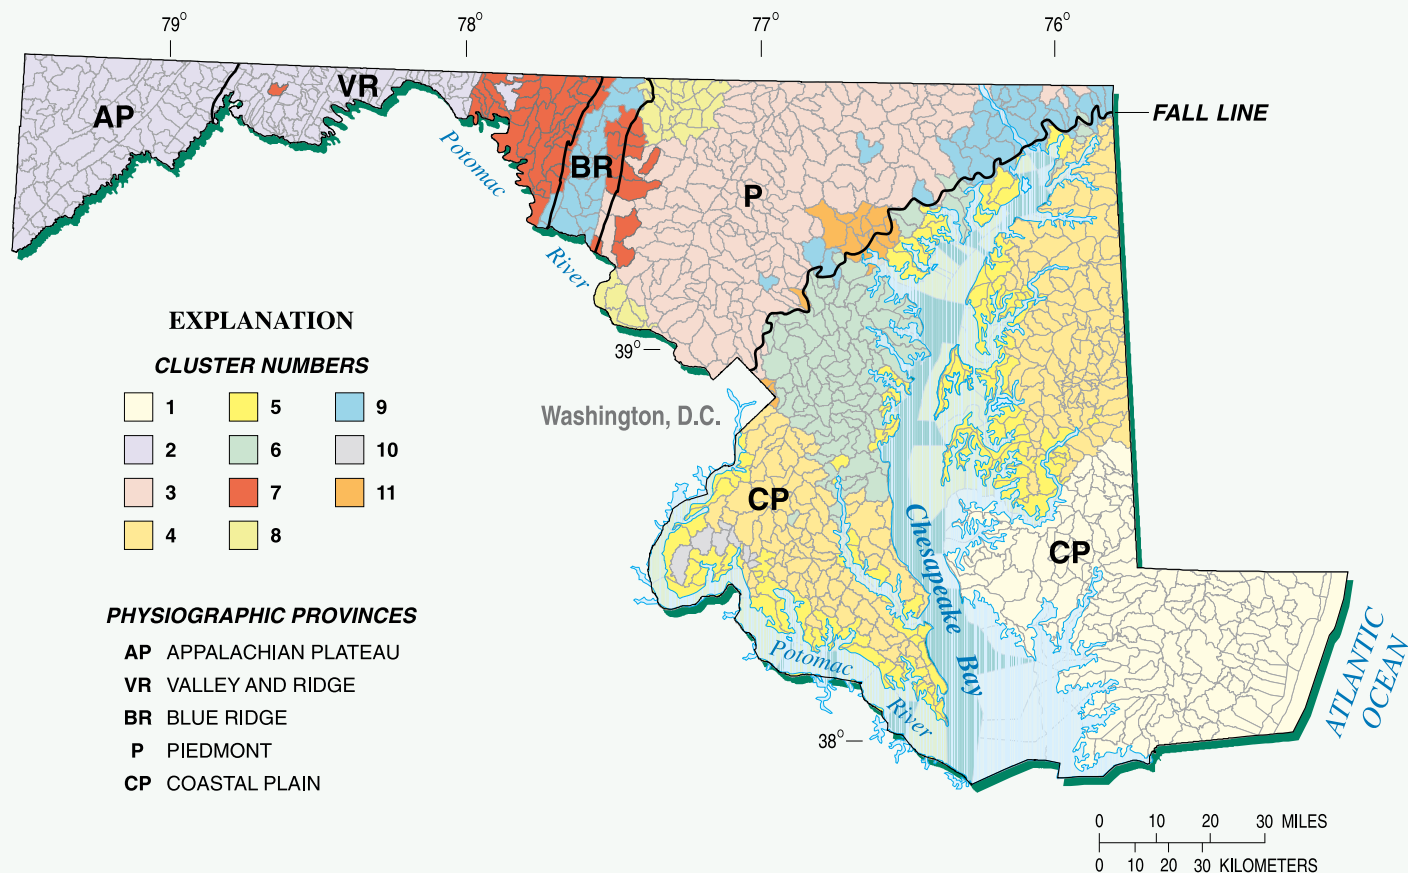 79°
78°
77°
76°
AP
VR
BR
P
FALL LINE
Potomac
River
39°
Washington, D.C.
CP
CP
Chesapeake
Bay
Potomac
River
38°
ATLANTIC
OCEAN
EXPLANATION
CLUSTER NUMBERS
1 5 9
2 6 10
3 7 11
4 8
PHYSIOGRAPHIC PROVINCES
AP APPALACHIAN PLATEAU
VR VALLEY AND RIDGE
BR BLUE RIDGE
P PIEDMONT
CP COASTAL PLAIN
0 10 20 30 MILES
0 10 20 30 KILOMETERS